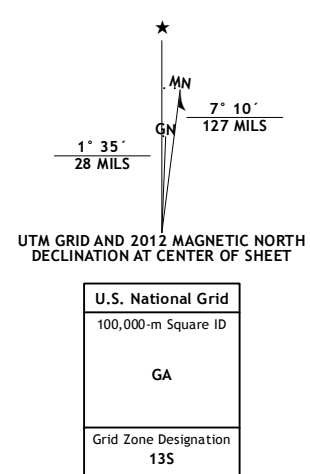 MN
GN
7° 10´
127 MILS
1° 35´
28 MILS
UTM GRID AND 2012 MAGNETIC NORTH
DECLINATION AT CENTER OF SHEET
U.S. National Grid
100,000-m Square ID
GA
Grid Zone Designation
13S